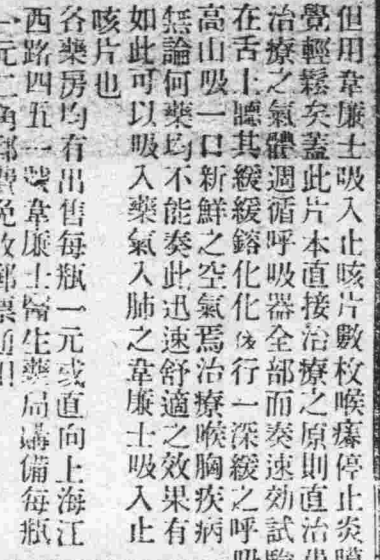 但用韋廉士吸入止咳片數枚喉癢停止炎膜
覺輕鬆矣蓋此片本直接治療之原則直治
治療之氣體週循呼吸器全部而奏速効試
在舌上聽其緩緩鎔化化後行一深緩之呼吸
高山吸一口新鮮之空氣焉治療喉胸疾病
無論何藥均不能奏此迅速舒適之效果有
如此可以吸入藥氣入肺之韋廉士吸入止
咳片也
各藥房均有出售每瓶一元或直向上海江
西路四五一號韋廉士醫生藥局購備每瓶
一元二角郵費免收郵票通用